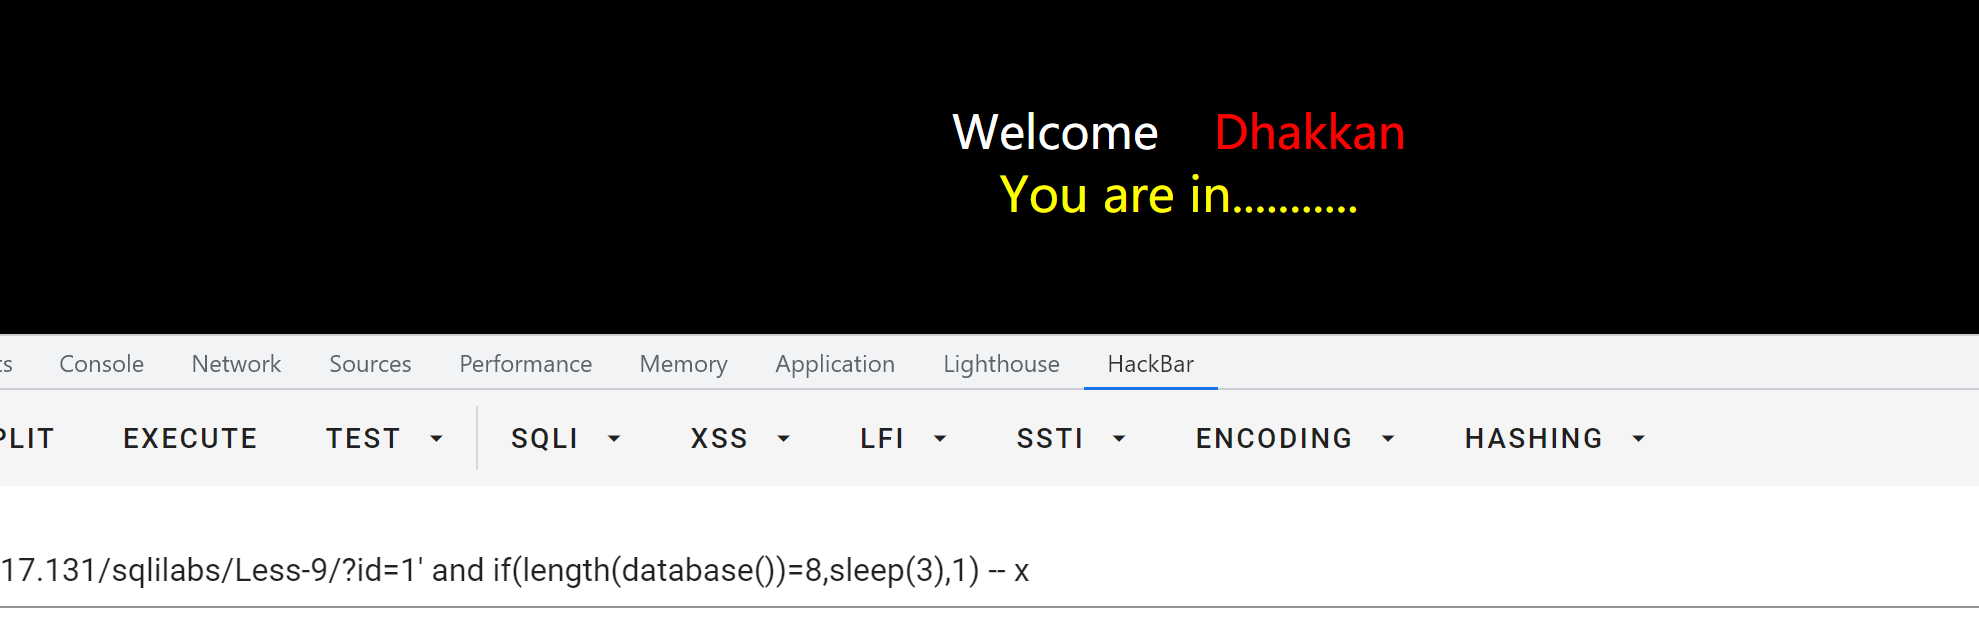 Welcome Dhakkan
You are in...........
ts Console Network Sources Performance Memory Application Lighthouse HackBar
PLIT EXECUTE TEST SQLI XSS LFI SSTI ENCODING HASHING
17.131/sqlilabs/Less-9/?id=1' and if(length(database())=8,sleep(3),1) -- x